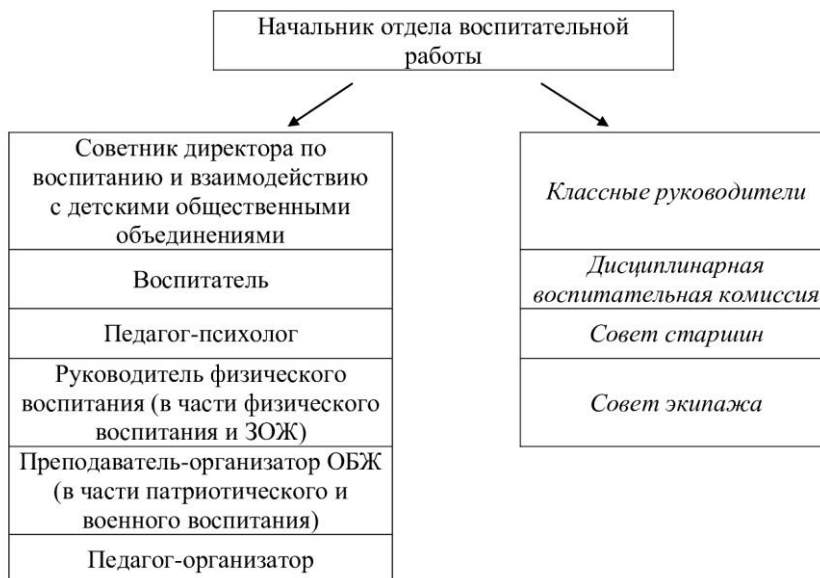 Начальник отдела воспитательной
работы
Советник директора по
воспитанию и взаимодействию
с детскими общественными
объединениями
Воспитатель
Педагог-психолог
Руководитель физического
воспитания (в части физического
воспитания и ЗОЖ)
Преподаватель-организатор ОБЖ
(в части патриотического и
военного воспитания)
Педагог-организатор
Классные руководители
Дисциплинарная
воспитательная комиссия
Совет старшин
Совет экипажа